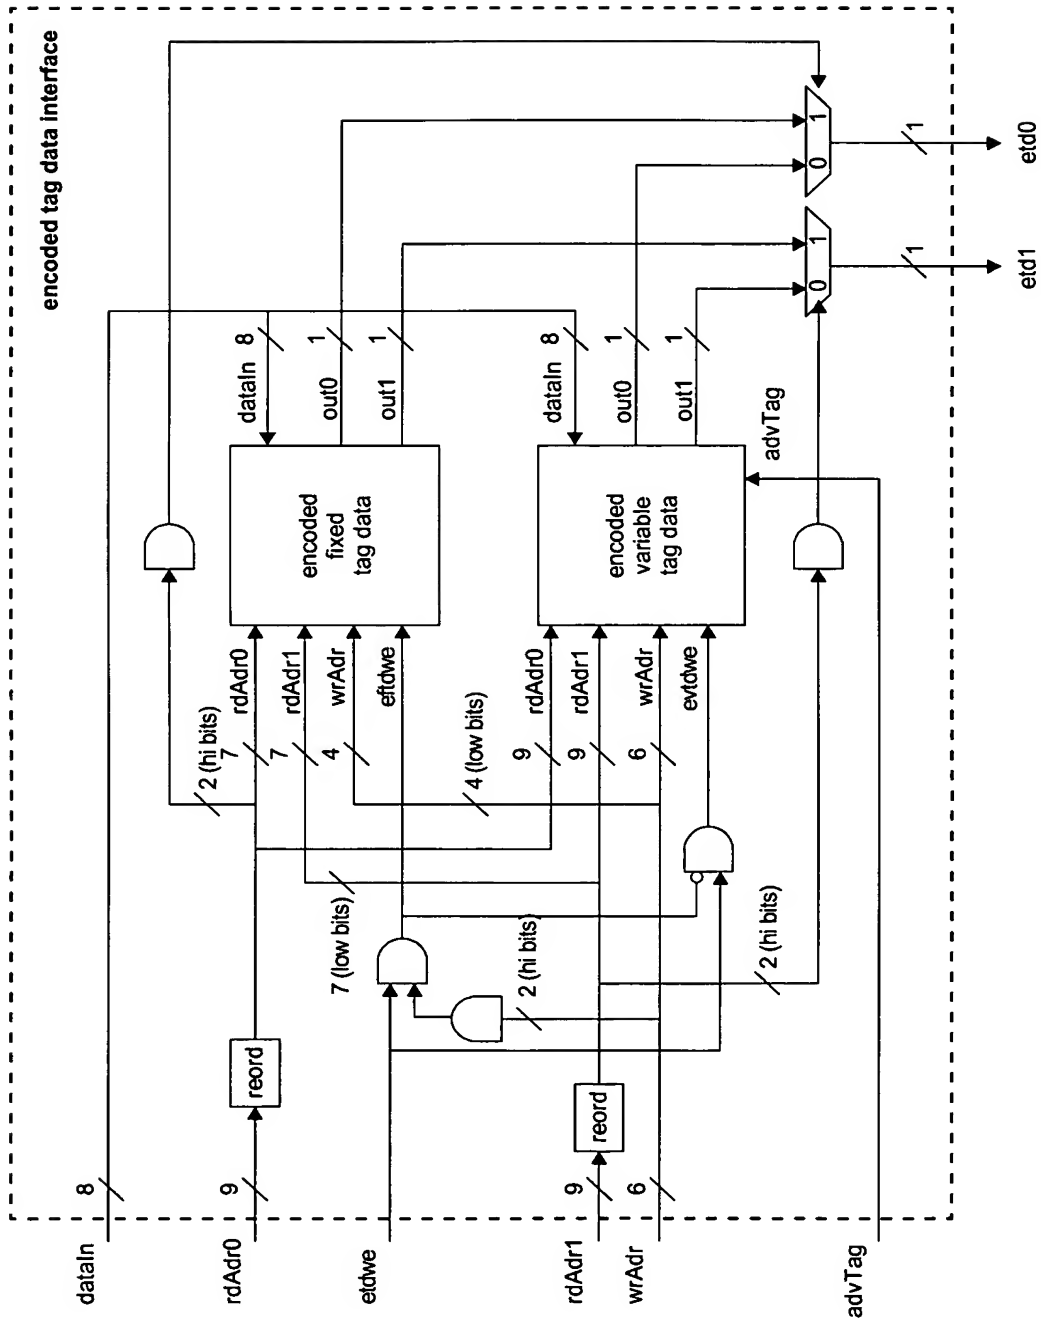 encoded tag data interface
dataIn
8
rdAdr0
9
etdwe
rdAdr1
9
wrAdr
6
advTag
reord
reord
2 (hi bits)
7
rdAdr0
7
rdAdr1
4
wrAdr
eftdwe
7 (low bits)
2 (hi bits)
4 (low bits)
9
rdAdr0
9
rdAdr1
6
wrAdr
evtdwe
2 (hi bits)
encoded
fixed
tag data
encoded
variable
tag data
dataIn
8
out0
1
out1
1
dataIn
8
out0
1
out1
1
advTag
0
1
0
1
1
etd0
1
etd1